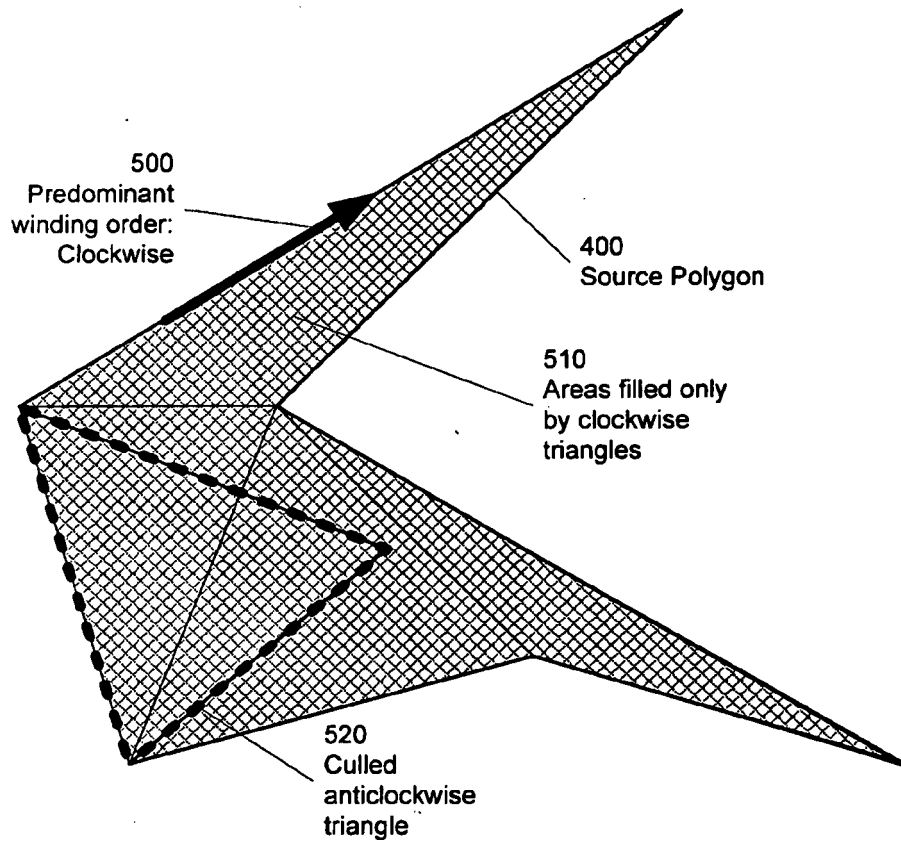 500
Predominant
winding order:
Clockwise
400
Source Polygon
510
Areas filled only
by clockwise
triangles
520
Culled
anticlockwise
triangle